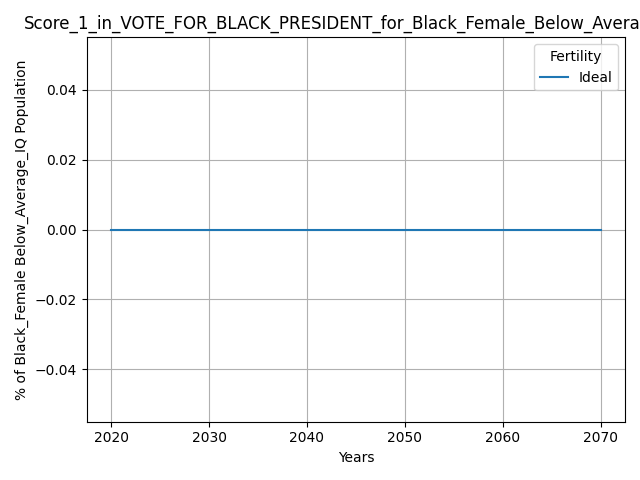 Score_1_in_VOTE_FOR_BLACK_PRESIDENT_for_Black_Female_Below_Avera
Fertility
Ideal
% of Black_Female Below_Average_IQ Population
0.04
0.02
0.00
−0.02
−0.04
2020 2030 2040 2050 2060 2070
Years